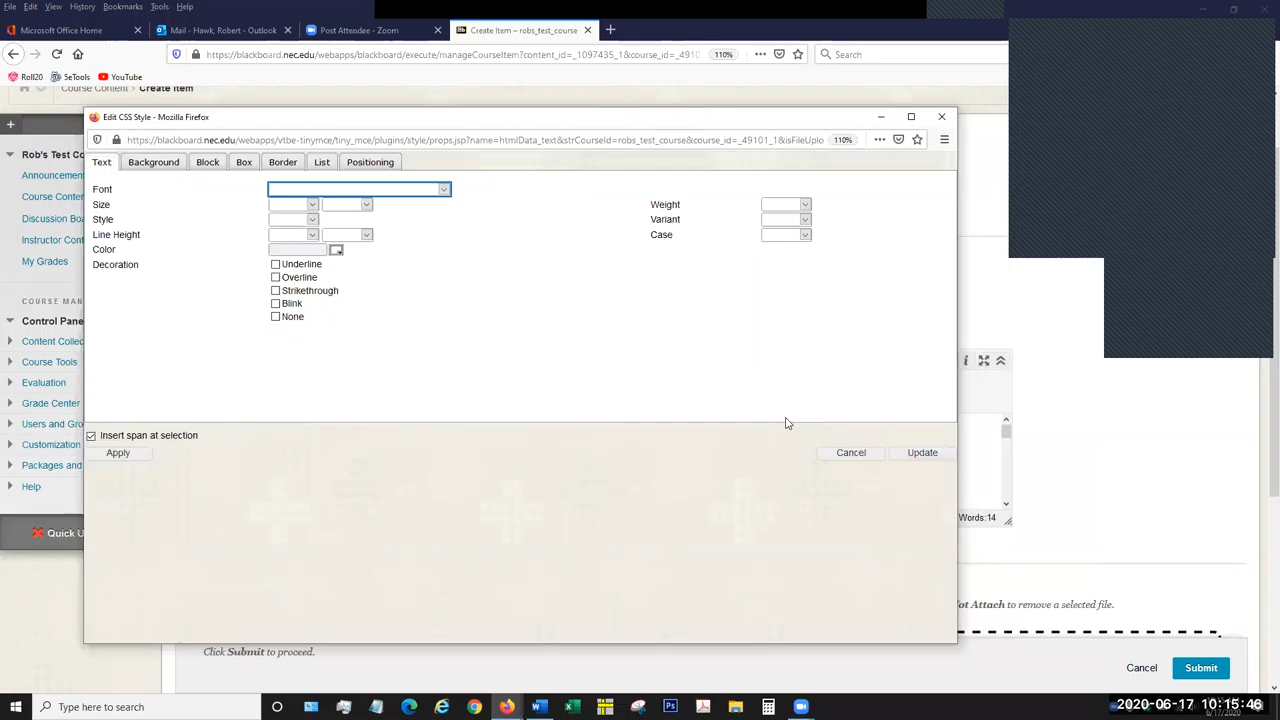 File Edit View History Bookmarks Tools Help
Microsoft Office Home Mail - Hawk, Robert - Outlook Post Attendee - Zoom Create Item – robs_test_course
https://blackboard.nec.edu/webapps/blackboard/execute/manageCourseItem?content_id=_1097435_1&course_id=_4910 110% Search
Roll20 5eTools YouTube
Course Content Create Item
Edit CSS Style - Mozilla Firefox
https://blackboard.nec.edu/webapps/vtbe-tinymce/tiny_mce/plugins/style/props.jsp?name=htmlData_text&strCourseId=robs_test_course&course_id=_49101_1&isFileUplo 110%
Text Background Block Box Border List Positioning
Rob's Test Co
Announcemen
Course Conten
Discussion Boa
Instructor Cont
My Grades
COURSE MAN
Control Pane
Content Collec
Course Tools
Evaluation
Grade Center
Users and Gro
Customization
Packages and
Help
Quick U
Font
Size Weight
Style Variant
Line Height Case
Color
Decoration Underline
Overline
Strikethrough
Blink
None
Insert span at selection
Apply Cancel Update
Words:14
Not Attach to remove a selected file.
Click Submit to proceed.
Cancel Submit
Type here to search
2020-06-17 10:15:46
6/17/2020